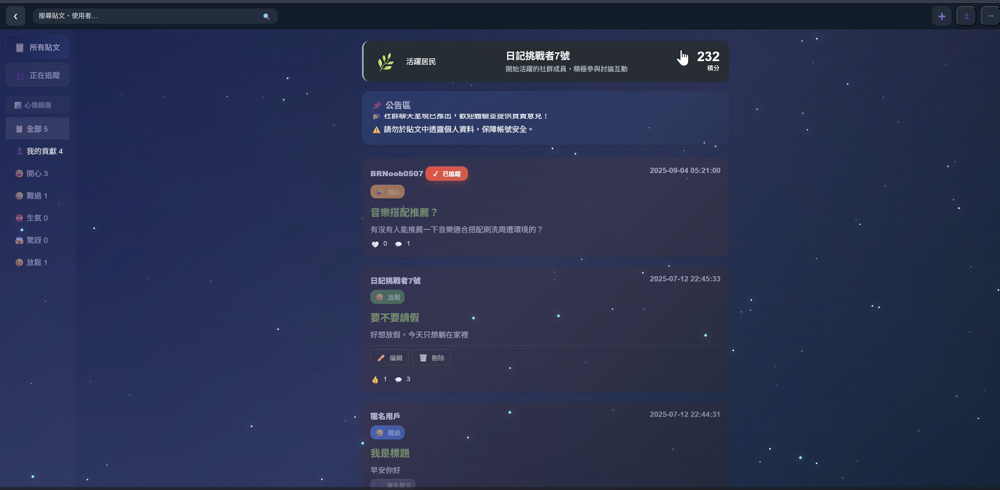 搜尋貼文、使用者...
所有貼文
正在追蹤
心情篩選
全部 5
我的貢獻 4
開心 3
難過 1
生氣 0
驚訝 0
放鬆 1
活躍居民
日記挑戰者7號
開始活躍的社群成員，積極參與討論互動
232
積分
公告區
社群聊天室現已推出，歡迎體驗並提供寶貴意見！
請勿於貼文中透露個人資料，保障帳號安全。
BRNoob0507 ✓ 已追蹤
2025-09-04 05:21:00
開心
音樂搭配推薦？
有沒有人能推薦一下音樂適合搭配刷洗周遭環境的？
0 1
日記挑戰者7號
2025-07-12 22:45:33
放鬆
要不要請假
好想放假，今天只想躺在家裡
編輯 刪除
1 3
匿名用戶
2025-07-12 22:44:31
難過
我是標題
早安你好
匿名發文